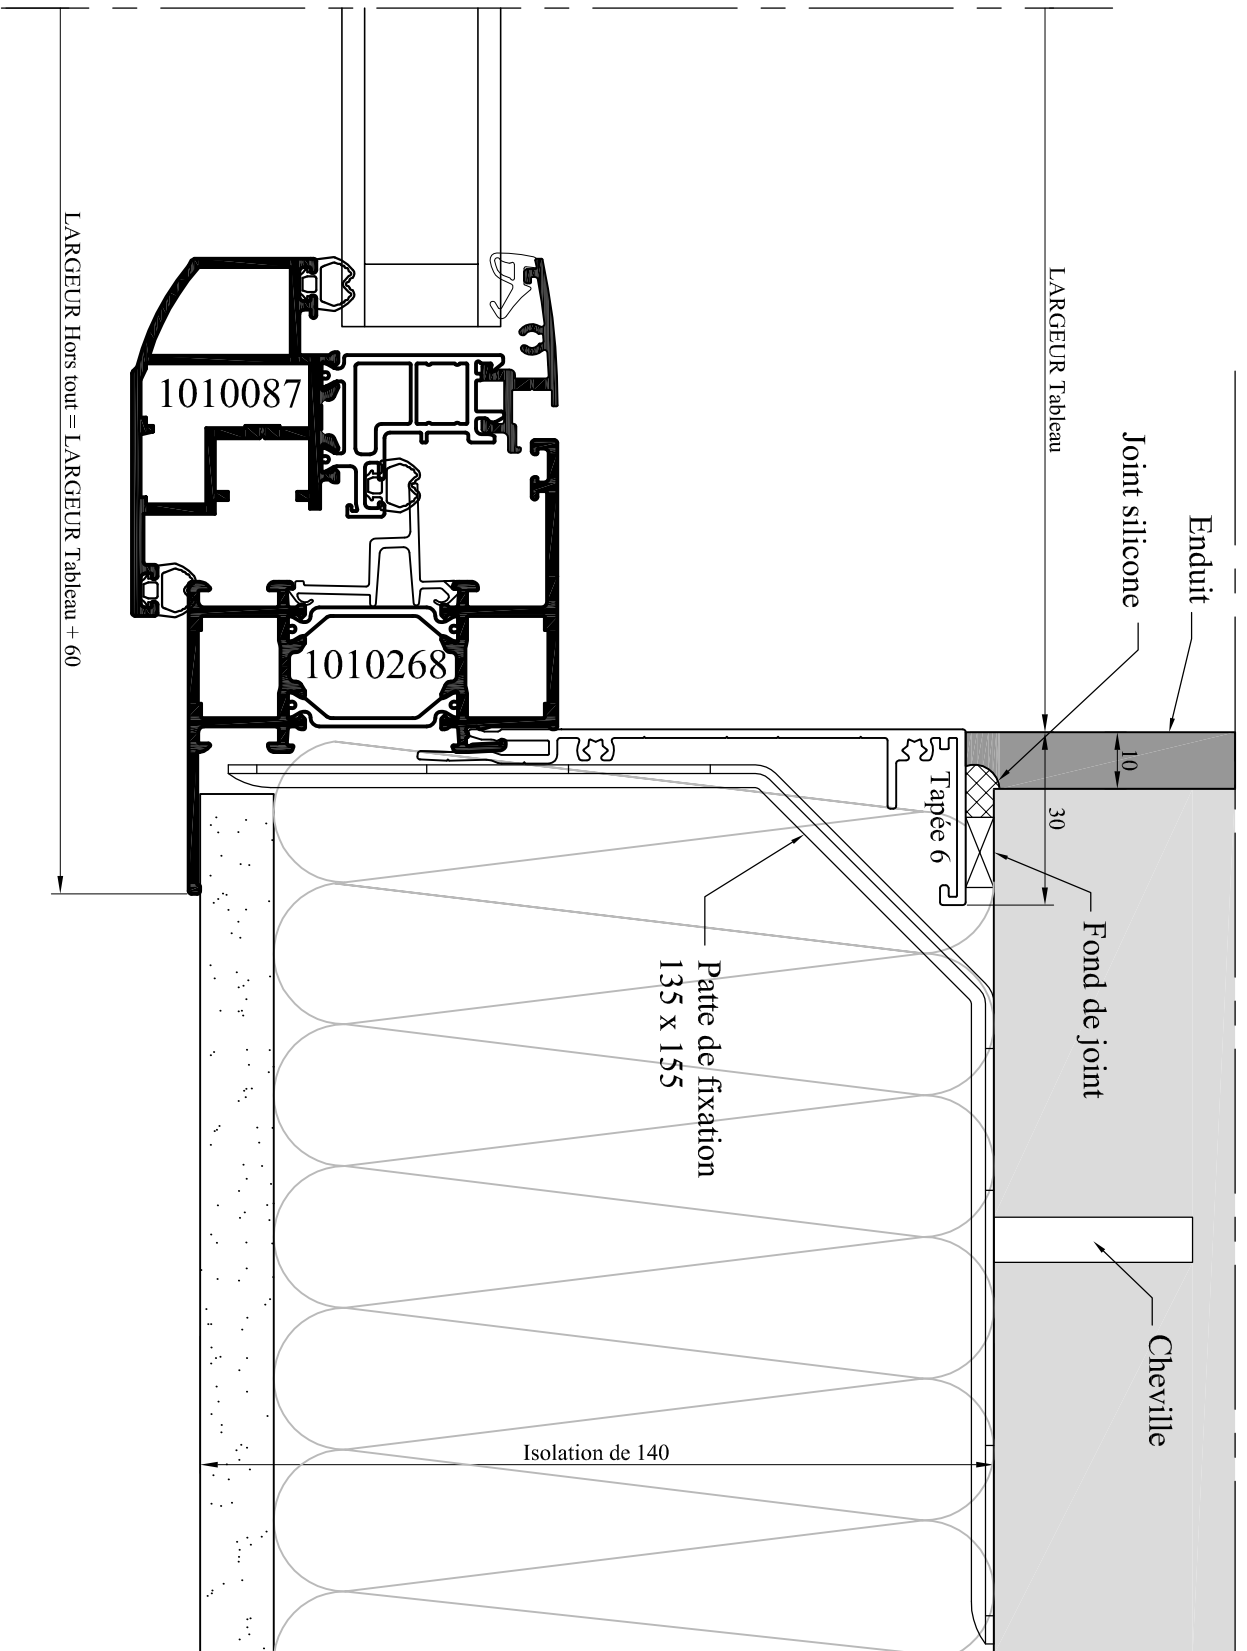 Enduit
Joint silicone
LARGEUR Tableau
LARGEUR Hors tout = LARGEUR Tableau + 60
1010087
1010268
10
30
Tapée 6
Fond de joint
Patte de fixation
135 x 155
Cheville
Isolation de 140